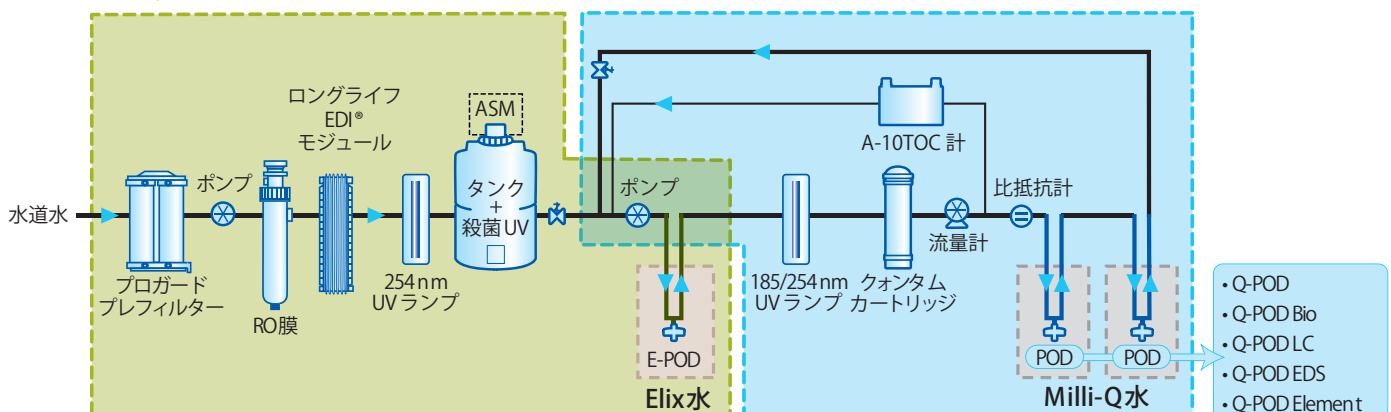 水道水
プロガード
プレフィルター
ポンプ
RO膜
ロングライフ
EDI®
モジュール
254 nm
UVランプ
ASM
タンク
+
殺菌UV
ポンプ
E-POD
Elix水
185/254 nm
UVランプ
クォンタム
カートリッジ
A-10TOC 計
流量計
比抵抗計
POD
POD
Milli-Q水
• Q-POD
• Q-POD Bio
• Q-POD LC
• Q-POD EDS
• Q-POD Element